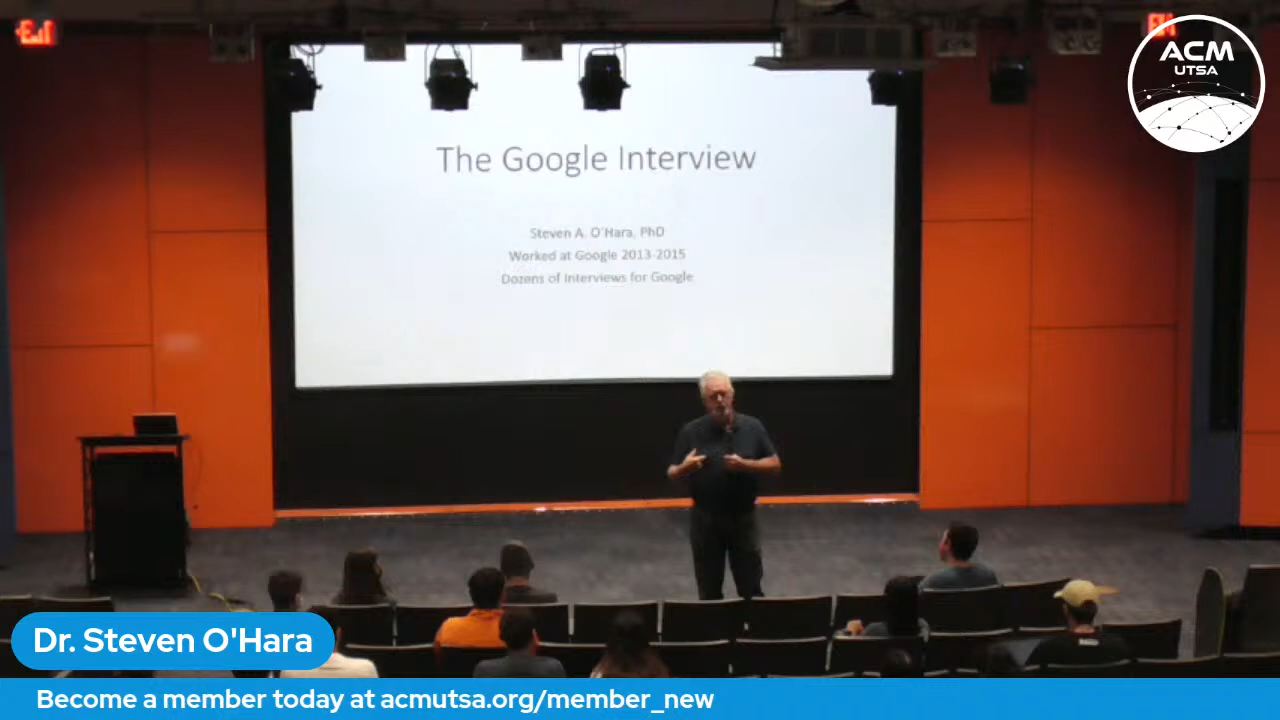 EXIT
ACM
UTSA
The Google Interview
Steven A. O'Hara, PhD
Worked at Google 2013-2015
Dozens of Interviews for Google
Dr. Steven O'Hara
Become a member today at acmutsa.org/member_new